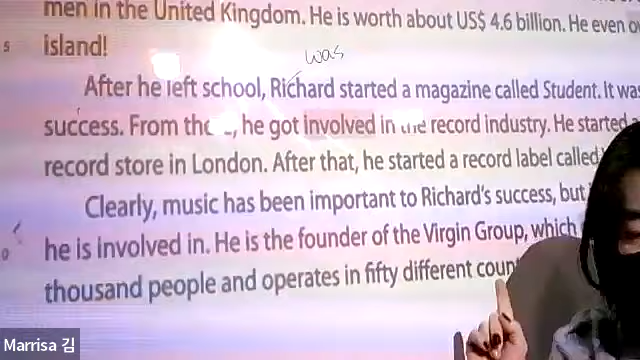 men in the United Kingdom. He is worth about US$ 4.6 billion. He even
island!
was
After he left school, Richard started a magazine called Student. It was
success. From the, he got involved in the record industry. He started a
record store in London. After that, he started a record label called
Clearly, music has been important to Richard's success, but
he is involved in. He is the founder of the Virgin Group, which
thousand people and operates in fifty different
5
Marrisa 김